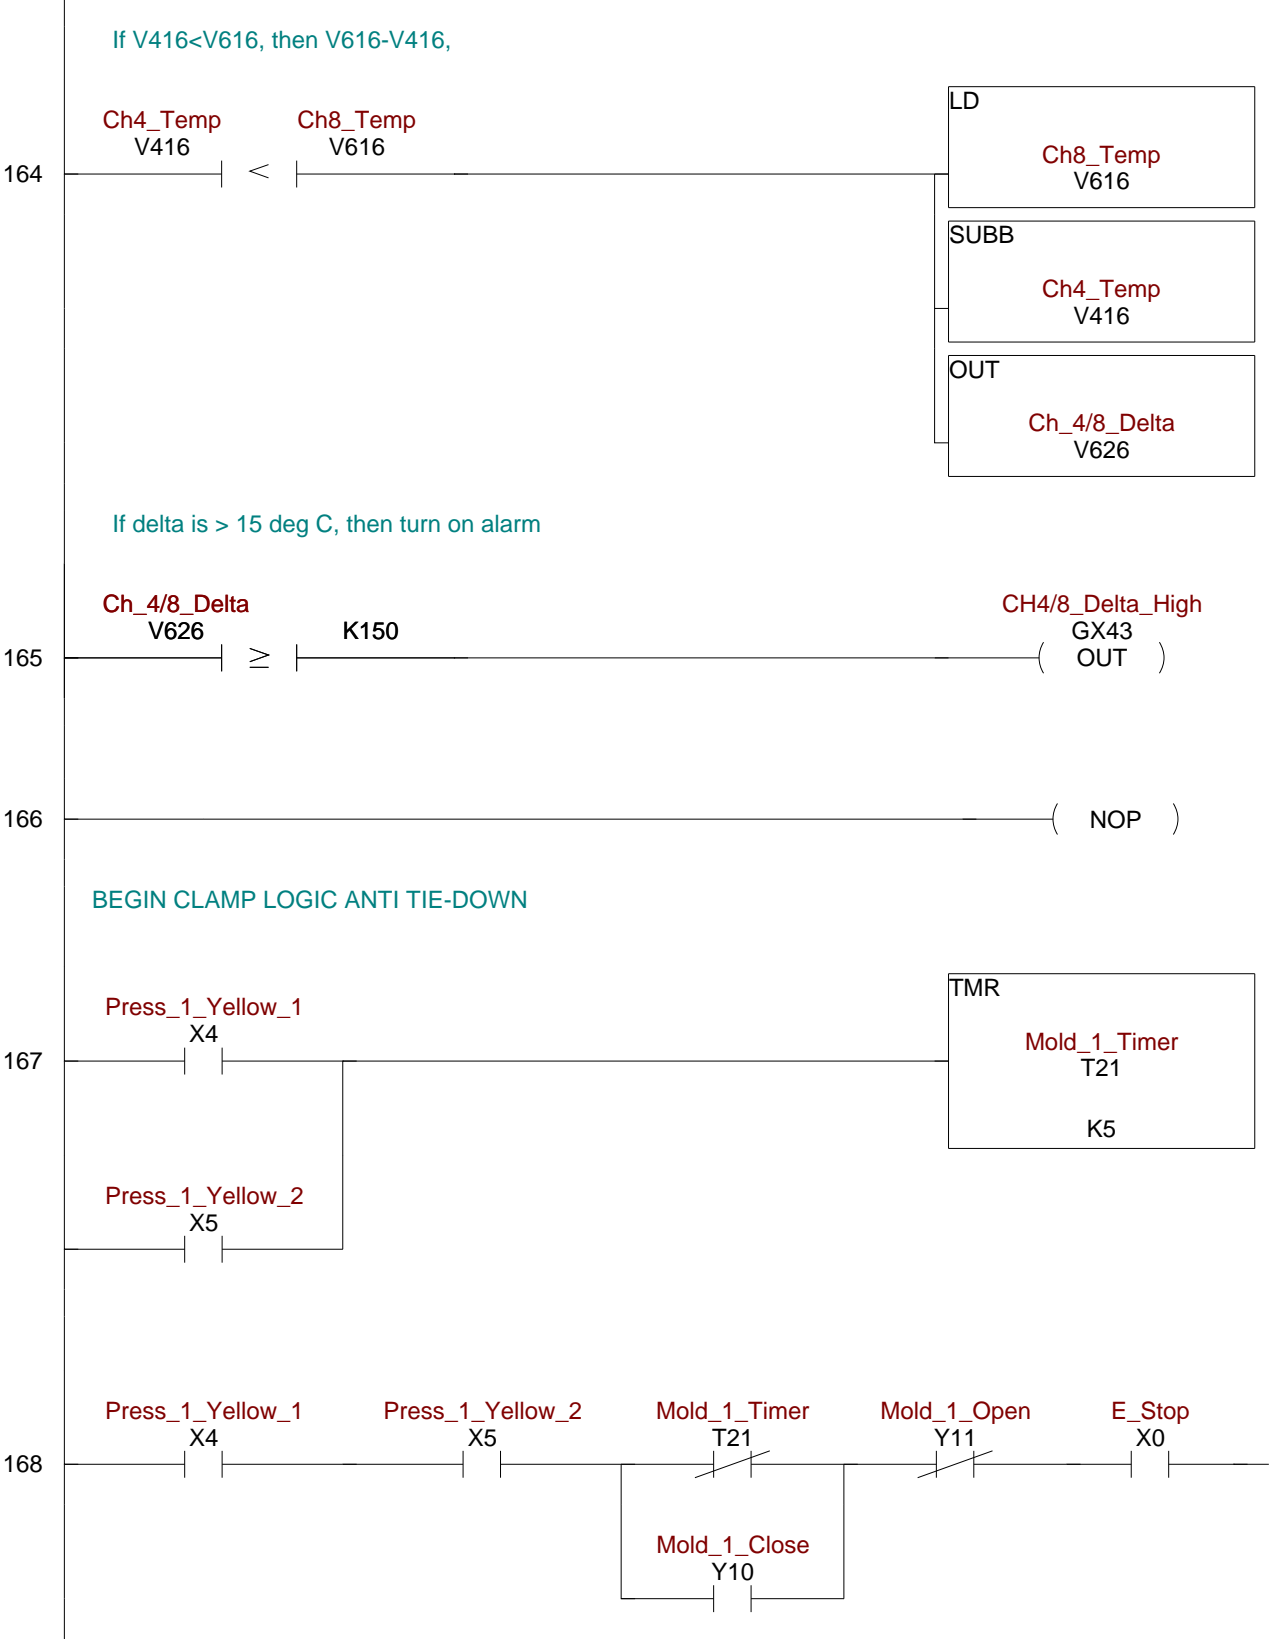 If V416<V616, then V616-V416,
LD
Ch4_Temp Ch8_Temp
V416 V616
<
Ch8_Temp
V616
164
SUBB
Ch4_Temp
V416
OUT
Ch_4/8_Delta
V626
If delta is > 15 deg C, then turn on alarm
Ch_4/8_Delta CH4/8_Delta_High
V626 K150 GX43
165 ≥ ( OUT )
166 ( NOP )
BEGIN CLAMP LOGIC ANTI TIE-DOWN
TMR
Press_1_Yellow_1
X4
Mold_1_Timer
T21
167
K5
Press_1_Yellow_2
X5
Press_1_Yellow_1 Press_1_Yellow_2 Mold_1_Timer Mold_1_Open E_Stop
X4 X5 T21 Y11 X0
168
Mold_1_Close
Y10